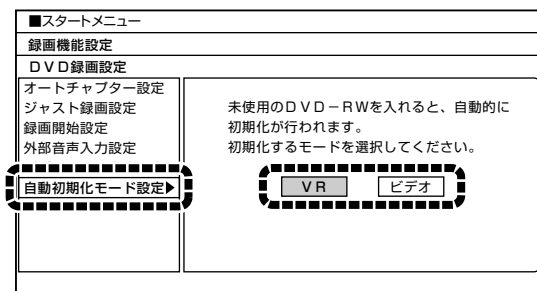 ■スタートメニュー
録画機能設定
ＤＶＤ録画設定
オートチャプター設定
ジャスト録画設定
録画開始設定
外部音声入力設定
自動初期化モード設定▶
未使用のＤＶＤ－ＲＷを入れると、自動的に
初期化が行われます。
初期化するモードを選択してください。
ＶＲ
ビデオ